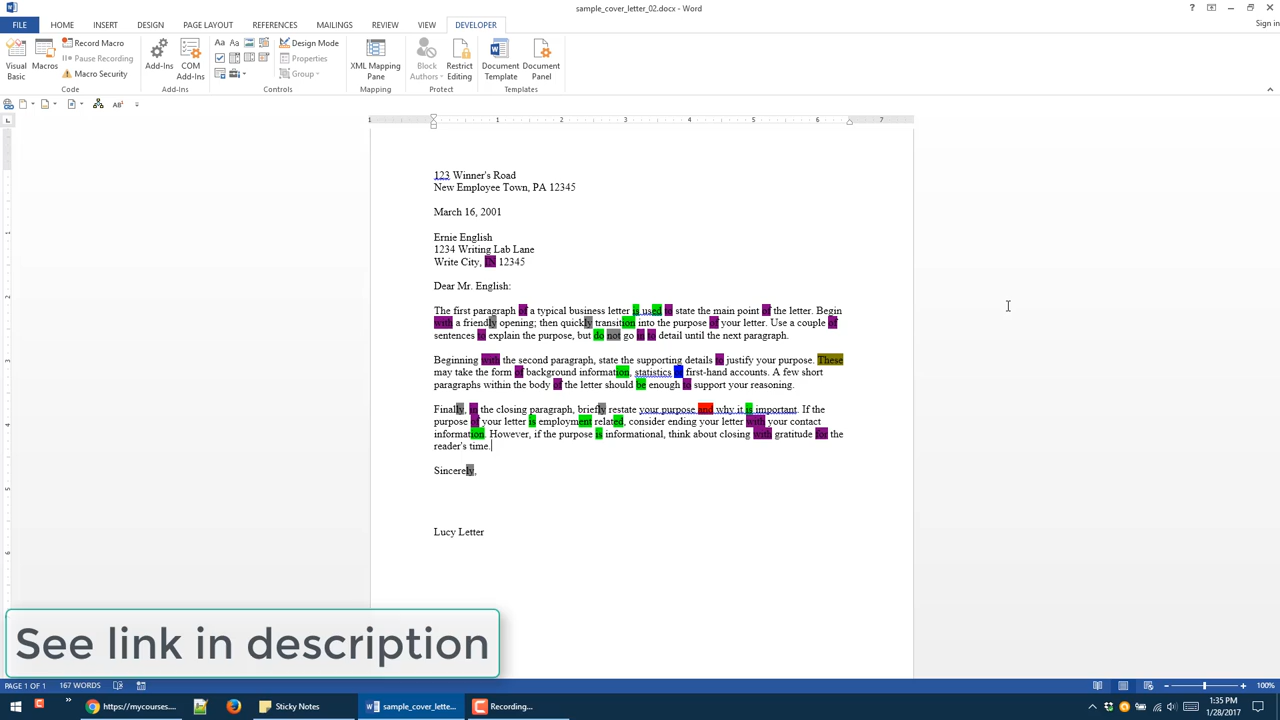 sample_cover_letter_02.docx - Word
FILE HOME INSERT DESIGN PAGE LAYOUT REFERENCES MAILINGS REVIEW VIEW DEVELOPER Sign in
Visual Basic
Macros
Record Macro
Pause Recording
Macro Security
Code
Add-Ins
COM Add-Ins
Add-Ins
Aa Aa
Design Mode
Properties
Group
Controls
XML Mapping Pane
Mapping
Block Authors
Restrict Editing
Protect
Document Template
Document Panel
Templates
1 1 2 3 4 5 6 7
123 Winner's Road
New Employee Town, PA 12345
March 16, 2001
Ernie English
1234 Writing Lab Lane
Write City, IN 12345
Dear Mr. English:
The first paragraph of a typical business letter is used to state the main point of the letter. Begin
with a friendly opening; then quickly transition into the purpose of your letter. Use a couple of
sentences to explain the purpose, but do not go in to detail until the next paragraph.
Beginning with the second paragraph, state the supporting details to justify your purpose. These
may take the form of background information, statistics or first-hand accounts. A few short
paragraphs within the body of the letter should be enough to support your reasoning.
Finally, in the closing paragraph, briefly restate your purpose and why it is important. If the
purpose of your letter is employment related, consider ending your letter with your contact
information. However, if the purpose is informational, think about closing with gratitude for the
reader's time.
Sincerely,
Lucy Letter
See link in description
PAGE 1 OF 1 167 WORDS 100%
https://mycourses.... Sticky Notes sample_cover_lette... Recording...
1:35 PM
1/28/2017